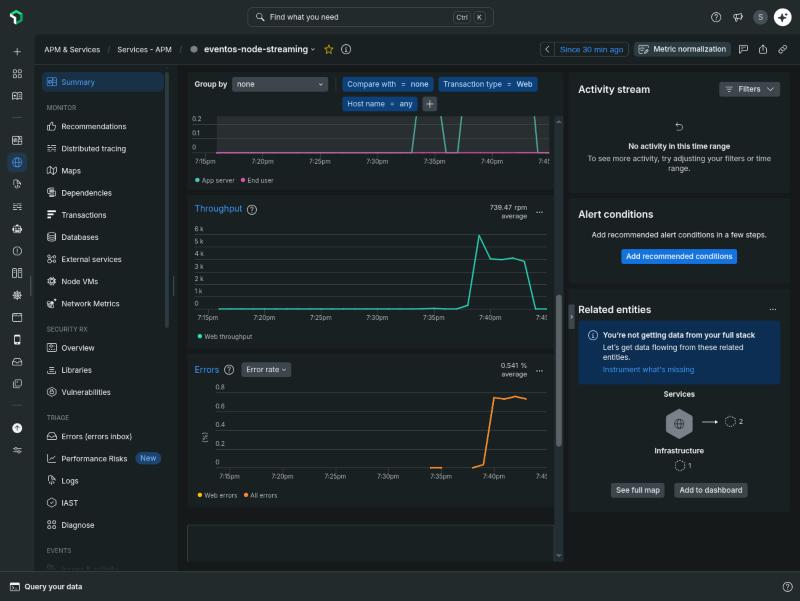 Find what you need
Ctrl K
S
APM & Services / Services - APM / eventos-node-streaming
Since 30 min ago
Metric normalization
Summary
MONITOR
Recommendations
Distributed tracing
Maps
Dependencies
Transactions
Databases
External services
Node VMs
Network Metrics
SECURITY RX
Overview
Libraries
Vulnerabilities
TRIAGE
Errors (errors inbox)
Performance Risks New
Logs
IAST
Diagnose
EVENTS
Group by none
Compare with = none
Transaction type = Web
Host name = any
+
0.2
0.1
0
7:15pm 7:20pm 7:25pm 7:30pm 7:35pm 7:40pm 7:45
App server End user
Throughput ?
739.47 rpm
average
...
6 k
5 k
4 k
3 k
2 k
1 k
0
7:15pm 7:20pm 7:25pm 7:30pm 7:35pm 7:40pm 7:45
Web throughput
Errors ? Error rate
0.541 %
average
...
0.8
0.6
0.4
0.2
0
(%)
7:15pm 7:20pm 7:25pm 7:30pm 7:35pm 7:40pm 7:45
Web errors All errors
Activity stream
Filters
No activity in this time range
To see more activity, try adjusting your filters or time
range.
Alert conditions
Add recommended alert conditions in a few steps.
Add recommended conditions
Related entities
...
You're not getting data from your full stack
Let's get data flowing from these related
entities.
Instrument what's missing
Services
2
Infrastructure
1
See full map
Add to dashboard
Query your data